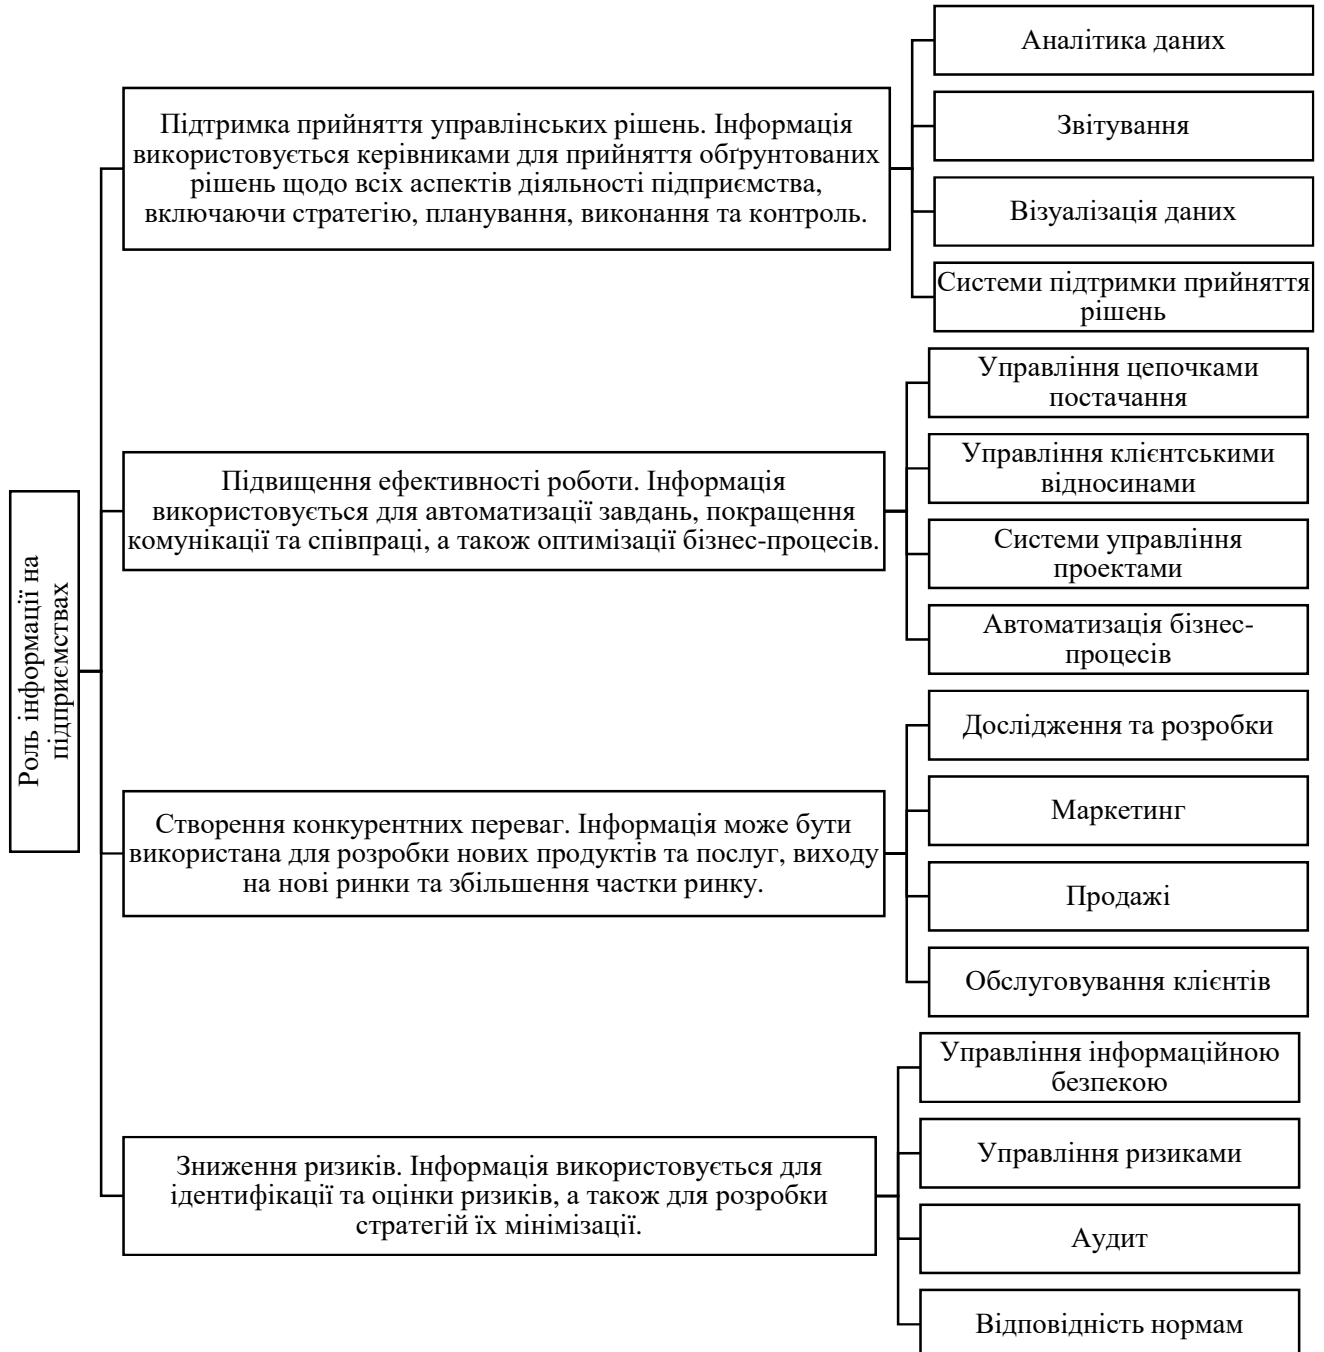 Роль інформації на
підприємствах
Підтримка прийняття управлінських рішень. Інформація
використовується керівниками для прийняття обґрунтованих
рішень щодо всіх аспектів діяльності підприємства,
включаючи стратегію, планування, виконання та контроль.
Аналітика даних
Звітування
Візуалізація даних
Системи підтримки прийняття
рішень
Підвищення ефективності роботи. Інформація
використовується для автоматизації завдань, покращення
комунікації та співпраці, а також оптимізації бізнес-процесів.
Управління цепочками
постачання
Управління клієнтськими
відносинами
Системи управління
проектами
Автоматизація бізнес-
процесів
Створення конкурентних переваг. Інформація може бути
використана для розробки нових продуктів та послуг, виходу
на нові ринки та збільшення частки ринку.
Дослідження та розробки
Маркетинг
Продажі
Обслуговування клієнтів
Зниження ризиків. Інформація використовується для
ідентифікації та оцінки ризиків, а також для розробки
стратегій їх мінімізації.
Управління інформаційною
безпекою
Управління ризиками
Аудит
Відповідність нормам